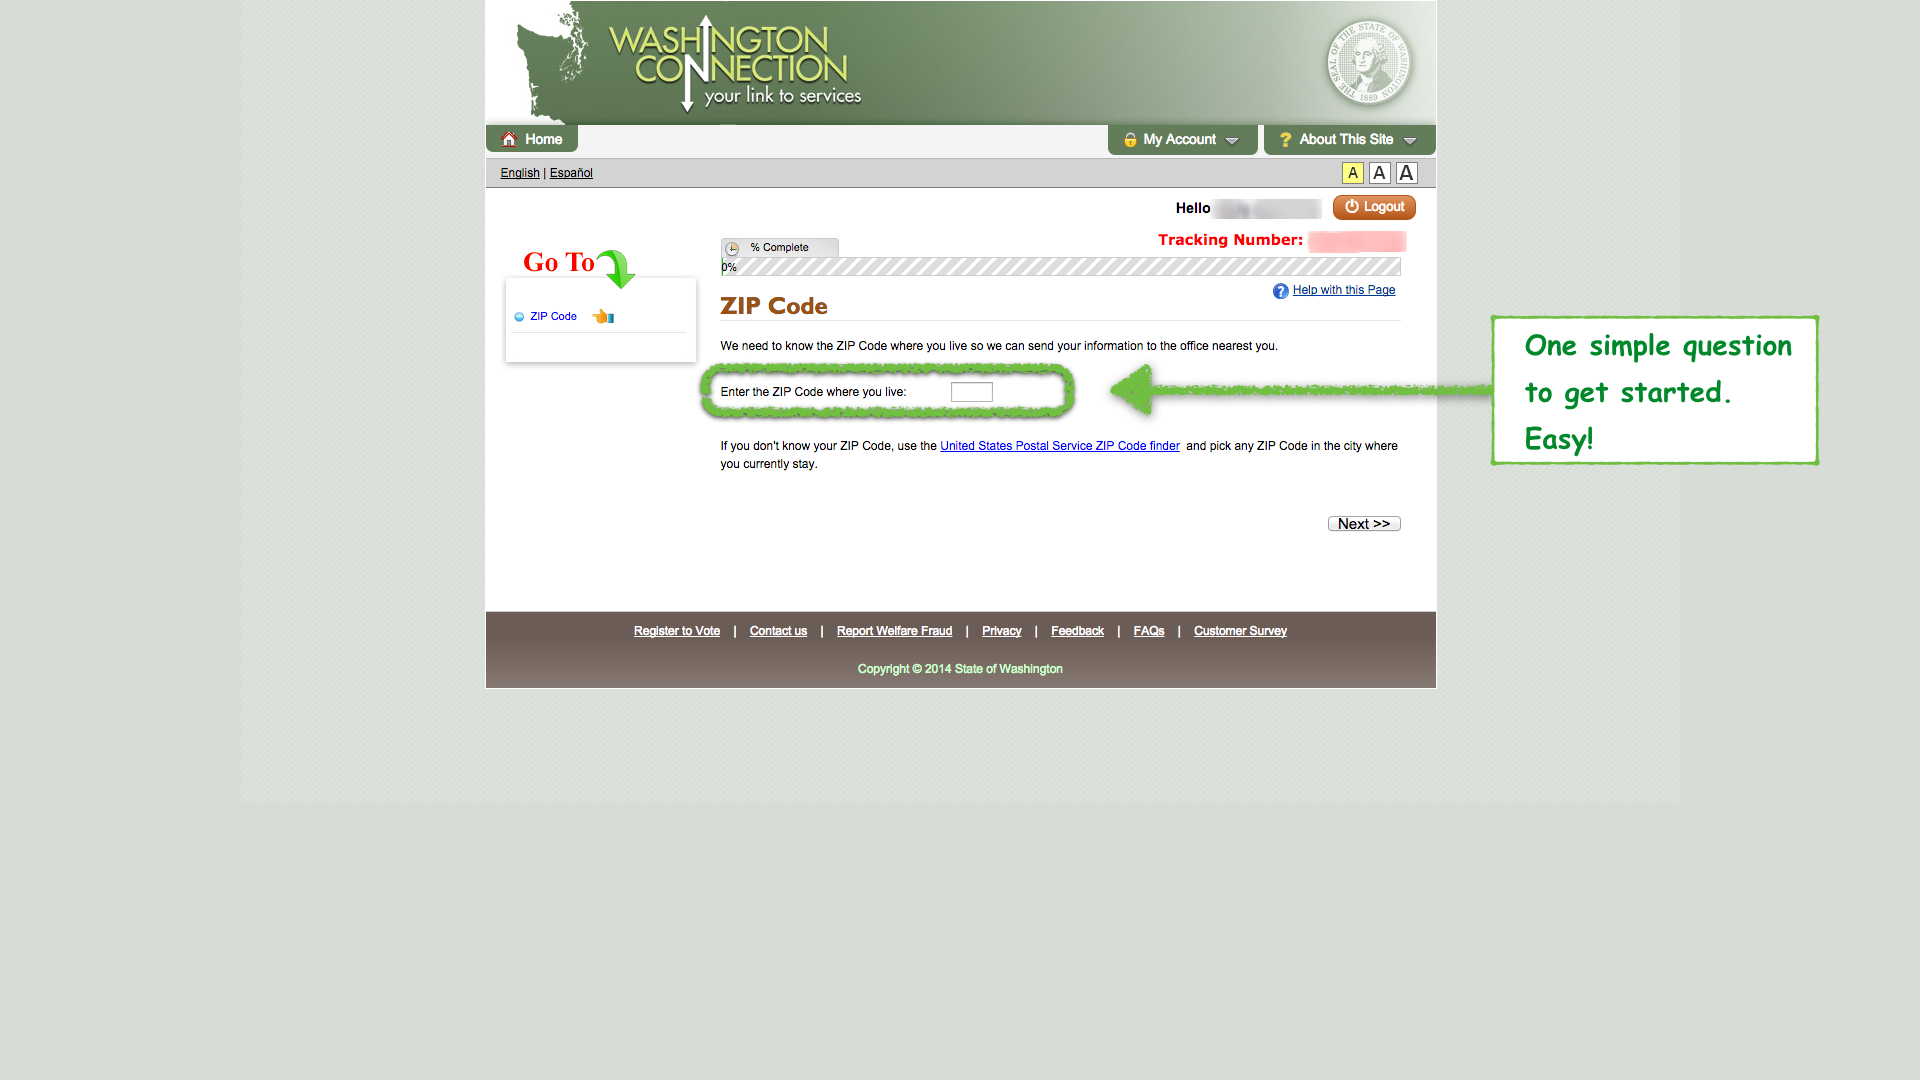 WASHINGTON
CONNECTION
your link to services
THE SEAL OF THE STATE OF WASHINGTON
1889
Home
My Account
About This Site
English | Español
A A A
Hello
Logout
Tracking Number:
% Complete
0%
Go To
ZIP Code
Help with this Page
ZIP Code
We need to know the ZIP Code where you live so we can send your information to the office nearest you.
Enter the ZIP Code where you live:
If you don't know your ZIP Code, use the United States Postal Service ZIP Code finder and pick any ZIP Code in the city where
you currently stay.
Next >>
One simple question
to get started.
Easy!
Register to Vote | Contact us | Report Welfare Fraud | Privacy | Feedback | FAQs | Customer Survey
Copyright © 2014 State of Washington